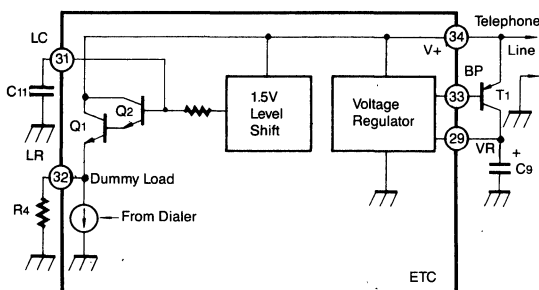 Telephone
Line
LC
31
V+
34
C11
Q2
Q1
1.5V
Level
Shift
Voltage
Regulator
BP
33
T1
29
VR
+
C9
LR
32
Dummy Load
R4
From Dialer
ETC